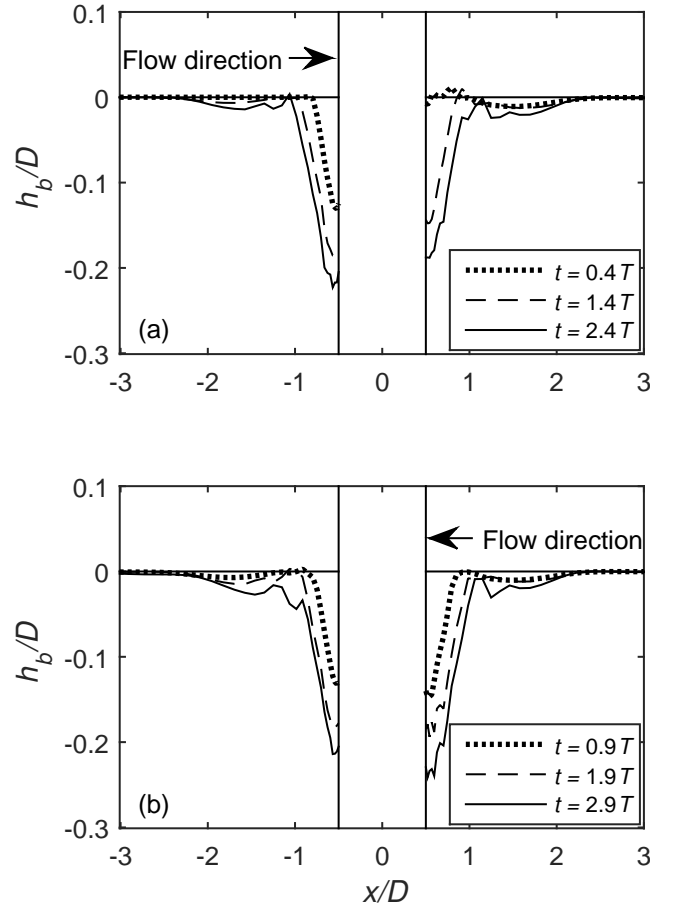 0.1
Flow direction
0
-0.1
-0.2
-0.3
h_b/D
(a)
t = 0.4T
t = 1.4T
t = 2.4T
-3 -2 -1 0 1 2 3
0.1
Flow direction
0
-0.1
-0.2
-0.3
h_b/D
(b)
t = 0.9T
t = 1.9T
t = 2.9T
-3 -2 -1 0 1 2 3
x/D